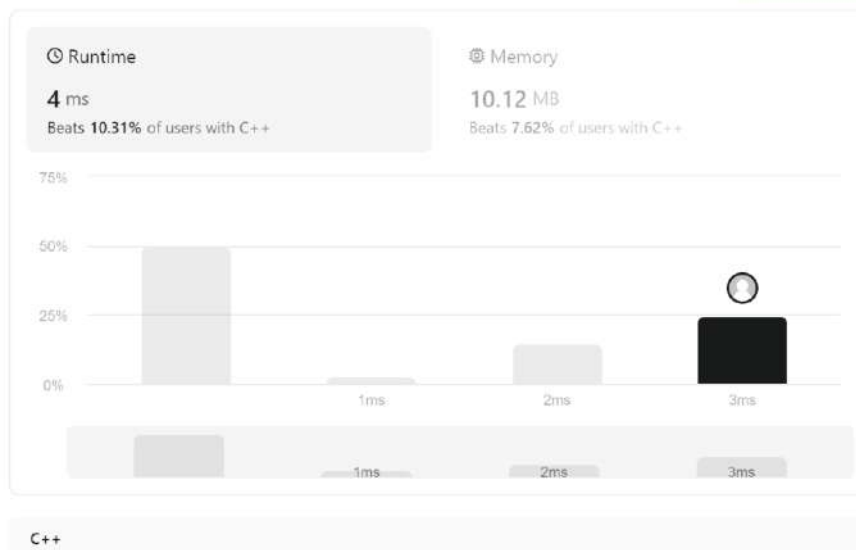 Runtime
4 ms
Beats 10.31% of users with C++
Memory
10.12 MB
Beats 7.62% of users with C++
75%
50%
25%
0%
1ms
2ms
3ms
1ms
2ms
3ms
C++